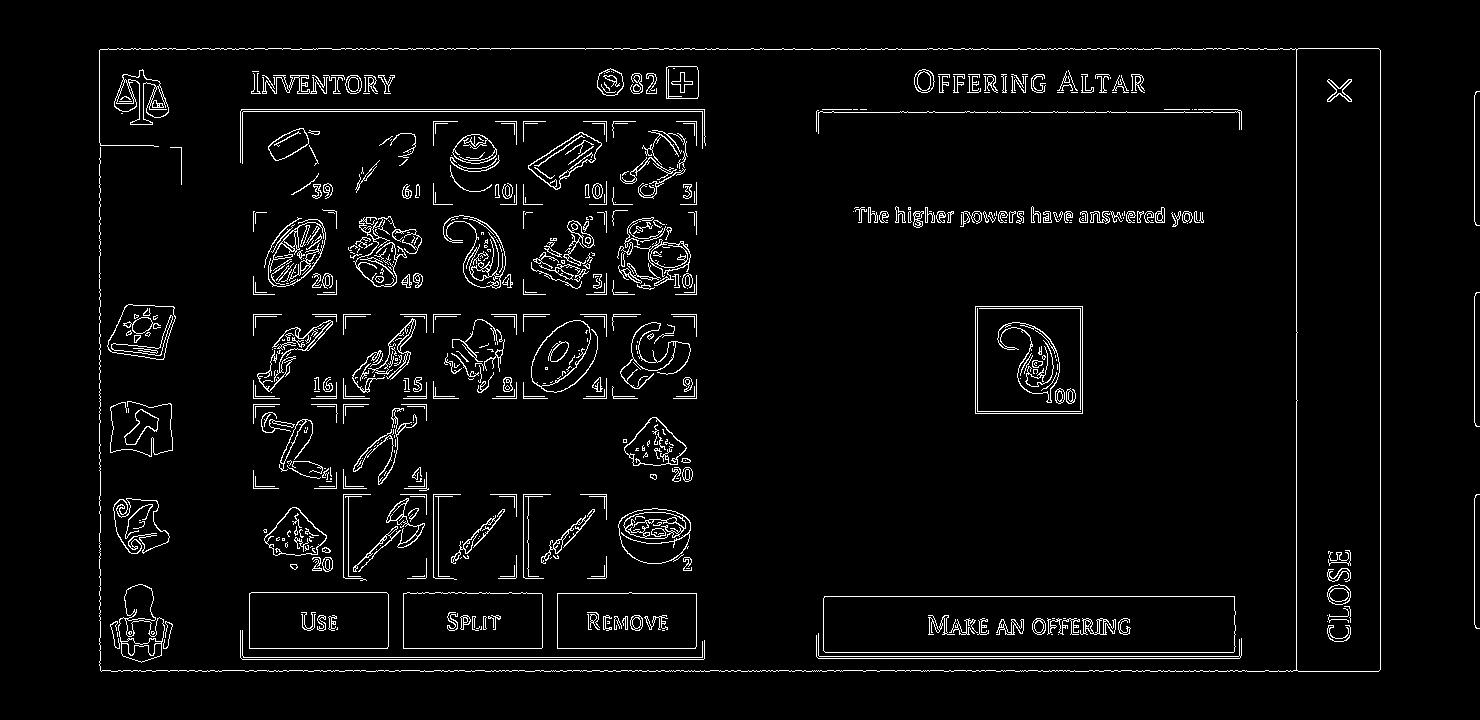 INVENTORY
82
39 61 10 10 3
20 49 54 3 10
16 15 8 4 9
4 4 20
20 2
USE SPLIT REMOVE
OFFERING ALTAR
The higher powers have answered you
100
MAKE AN OFFERING
CLOSE